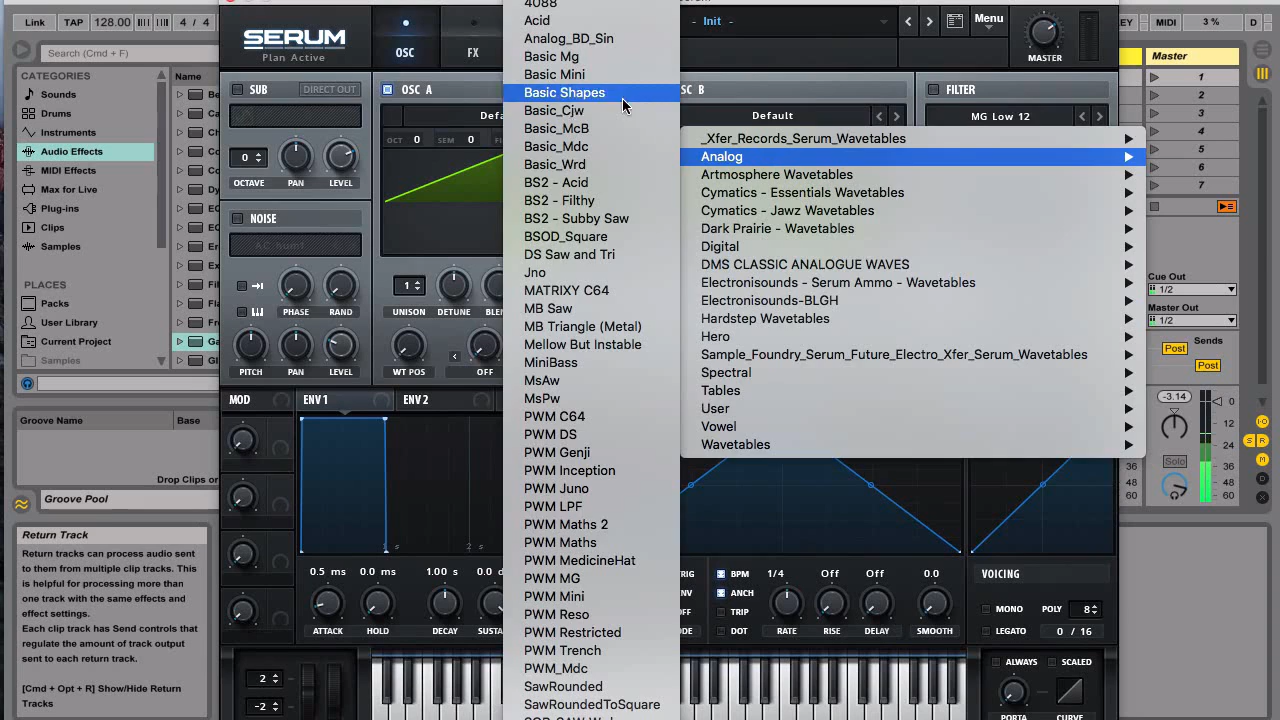 Link TAP 128.00 4 / 4
Search (Cmd + F)
CATEGORIES
Sounds
Drums
Instruments
Audio Effects
MIDI Effects
Max for Live
Plug-ins
Clips
Samples
PLACES
Packs
User Library
Current Project
Samples
Name
Groove Name Base
Drop Clips or
Groove Pool
Return Track
Return tracks can process audio sent
to them from multiple clip tracks. This
is helpful for processing more than
one track with the same effects and
effect settings.
Each clip track has Send controls that
regulate the amount of track output
sent to each return track.
[Cmd + Opt + R] Show/Hide Return
Tracks
SERUM
Plan Active
OSC
FX
- Init -
Menu
MASTER
SUB DIRECT OUT
0
OCTAVE PAN LEVEL
NOISE
AC hum1
PHASE RAND
PITCH PAN LEVEL
OSC A
OCT 0 SEM 0
1
UNISON DETUNE
WT POS OFF
SC B
Default
FILTER
MG Low 12
MOD ENV 1 ENV 2
0.5 ms 0.0 ms 1.00 s
ATTACK HOLD DECAY
4088
Acid
Analog_BD_Sin
Basic Mg
Basic Mini
Basic Shapes
Basic_Cjw
Basic_McB
Basic_Mdc
Basic_Wrd
BS2 - Acid
BS2 - Filthy
BS2 - Subby Saw
BSOD_Square
DS Saw and Tri
Jno
MATRIXY C64
MB Saw
MB Triangle (Metal)
Mellow But Instable
MiniBass
MsAw
MsPw
PWM C64
PWM DS
PWM Genji
PWM Inception
PWM Juno
PWM LPF
PWM Maths 2
PWM Maths
PWM MedicineHat
PWM MG
PWM Mini
PWM Reso
PWM Restricted
PWM Trench
PWM_Mdc
SawRounded
SawRoundedToSquare
_Xfer_Records_Serum_Wavetables
Analog
Artmosphere Wavetables
Cymatics - Essentials Wavetables
Cymatics - Jawz Wavetables
Dark Prairie - Wavetables
Digital
DMS CLASSIC ANALOGUE WAVES
Electronisounds - Serum Ammo - Wavetables
Electronisounds-BLGH
Hardstep Wavetables
Hero
Sample_Foundry_Serum_Future_Electro_Xfer_Serum_Wavetables
Spectral
Tables
User
Vowel
Wavetables
BPM 1/4 Off Off 0.0
ANCH
TRIP
DOT RATE RISE DELAY SMOOTH
VOICING
MONO POLY 8
LEGATO 0 / 16
ALWAYS SCALED
PORTA CURVE
2
-2
MIDI 3 %
Master
1
2
3
4
5
6
7
Cue Out
1/2
Master Out
1/2
Sends
Post
Post
-3.14
0
12
24
36
48
60
Solo